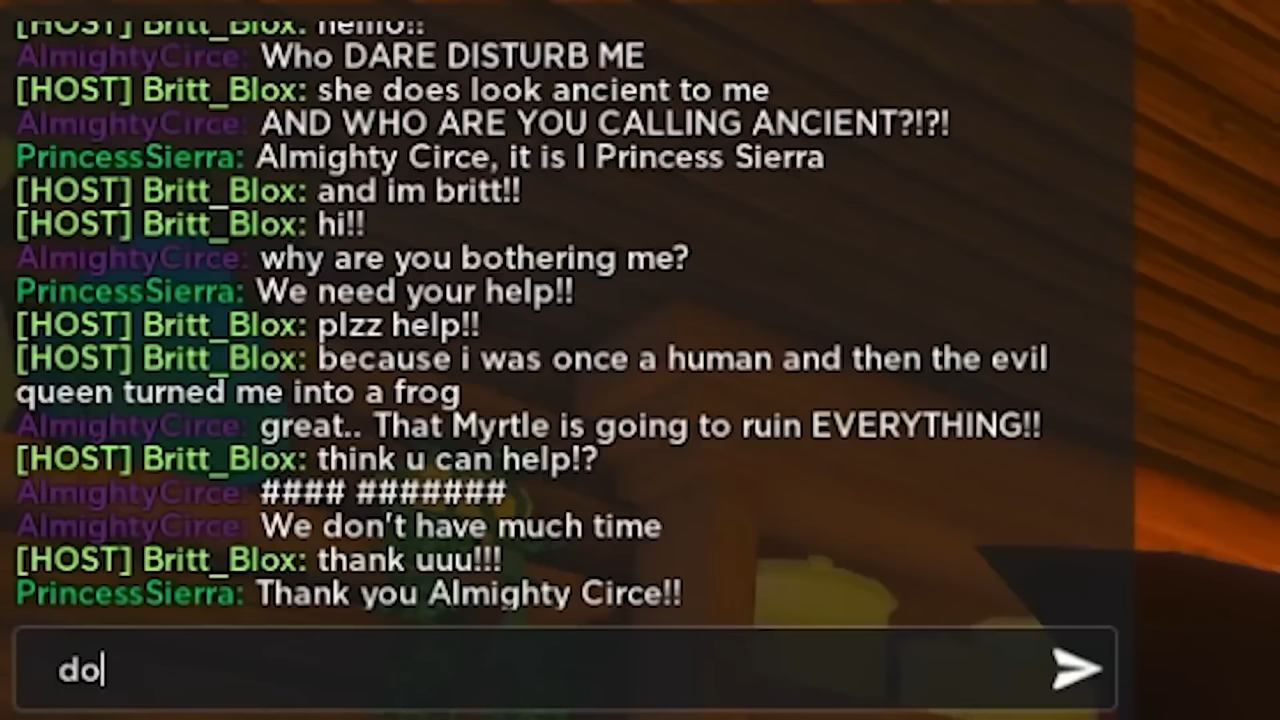 [HOST] Britt_Blox: hellio!!
AlmightyCirce: Who DARE DISTURB ME
[HOST] Britt_Blox: she does look ancient to me
AlmightyCirce: AND WHO ARE YOU CALLING ANCIENT?!?!
PrincessSierra: Almighty Circe, it is I Princess Sierra
[HOST] Britt_Blox: and im britt!!
[HOST] Britt_Blox: hi!!
AlmightyCirce: why are you bothering me?
PrincessSierra: We need your help!!
[HOST] Britt_Blox: plzz help!!
[HOST] Britt_Blox: because i was once a human and then the evil
queen turned me into a frog
AlmightyCirce: great.. That Myrtle is going to ruin EVERYTHING!!
[HOST] Britt_Blox: think u can help!?
AlmightyCirce: #### #######
AlmightyCirce: We don't have much time
[HOST] Britt_Blox: thank uuu!!!
PrincessSierra: Thank you Almighty Circe!!
do